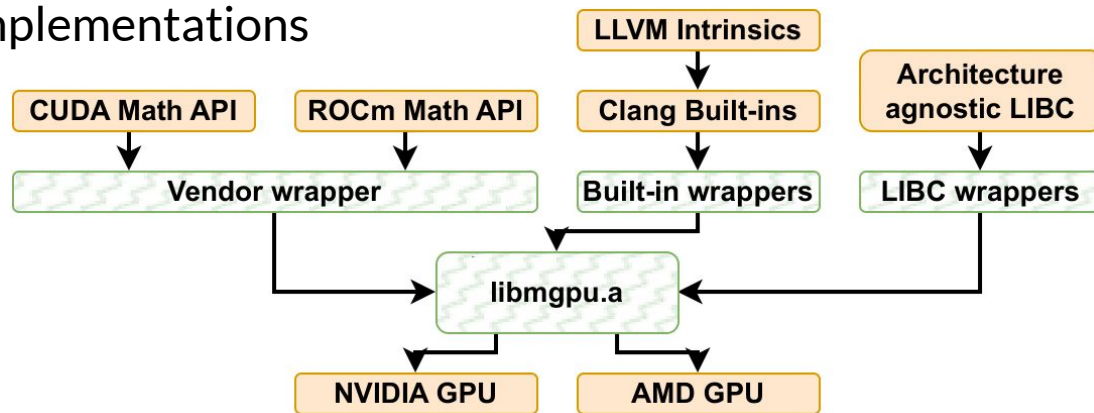 nplementations
LLVM Intrinsics
CUDA Math API
ROCm Math API
Clang Built-ins
Architecture
agnostic LIBC
Vendor wrapper
Built-in wrappers
LIBC wrappers
libmgpu.a
NVIDIA GPU
AMD GPU